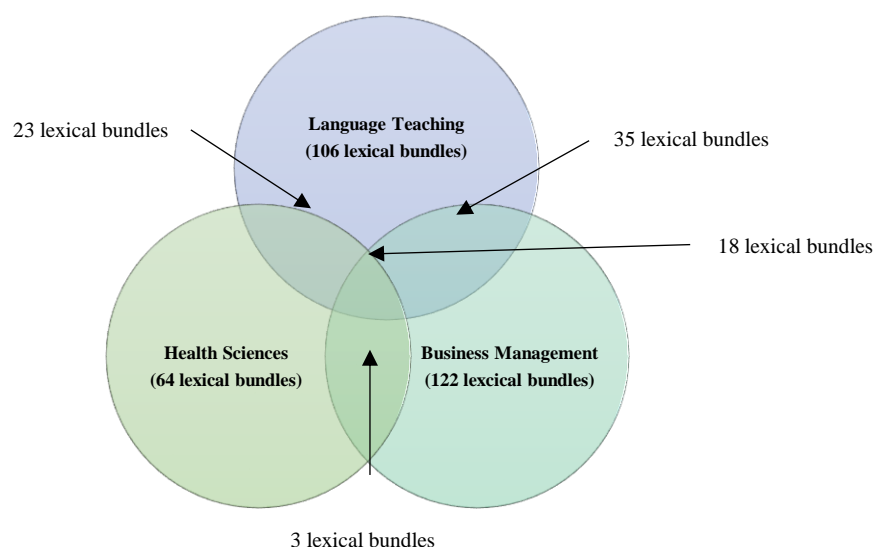 Language Teaching
(106 lexical bundles)
23 lexical bundles
35 lexical bundles
18 lexical bundles
Health Sciences
(64 lexical bundles)
Business Management
(122 lexcical bundles)
3 lexical bundles